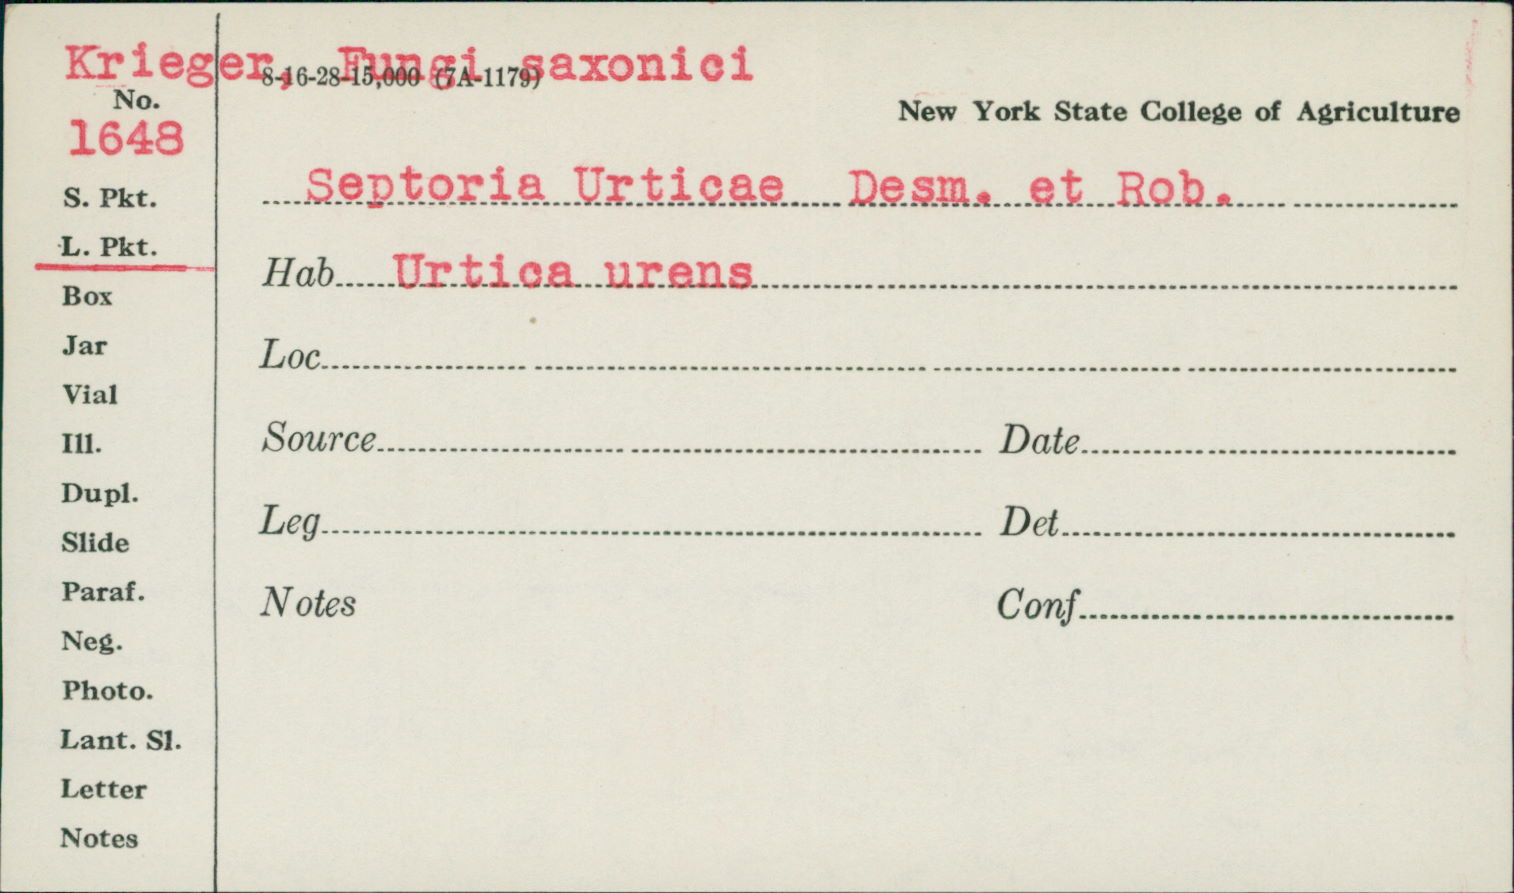 Krieger, Fungi saxonici
8-16-28-15,000 (7A-1179)
No.
New York State College of Agriculture
1648
S. Pkt.
Septoria Urticae Desm. et Rob.
L. Pkt.
Hab Urtica urens
Box
Jar
Loc
Vial
Ill.
Source Date
Dupl.
Slide
Leg Det
Paraf.
Notes Conf
Neg.
Photo.
Lant. Sl.
Letter
Notes